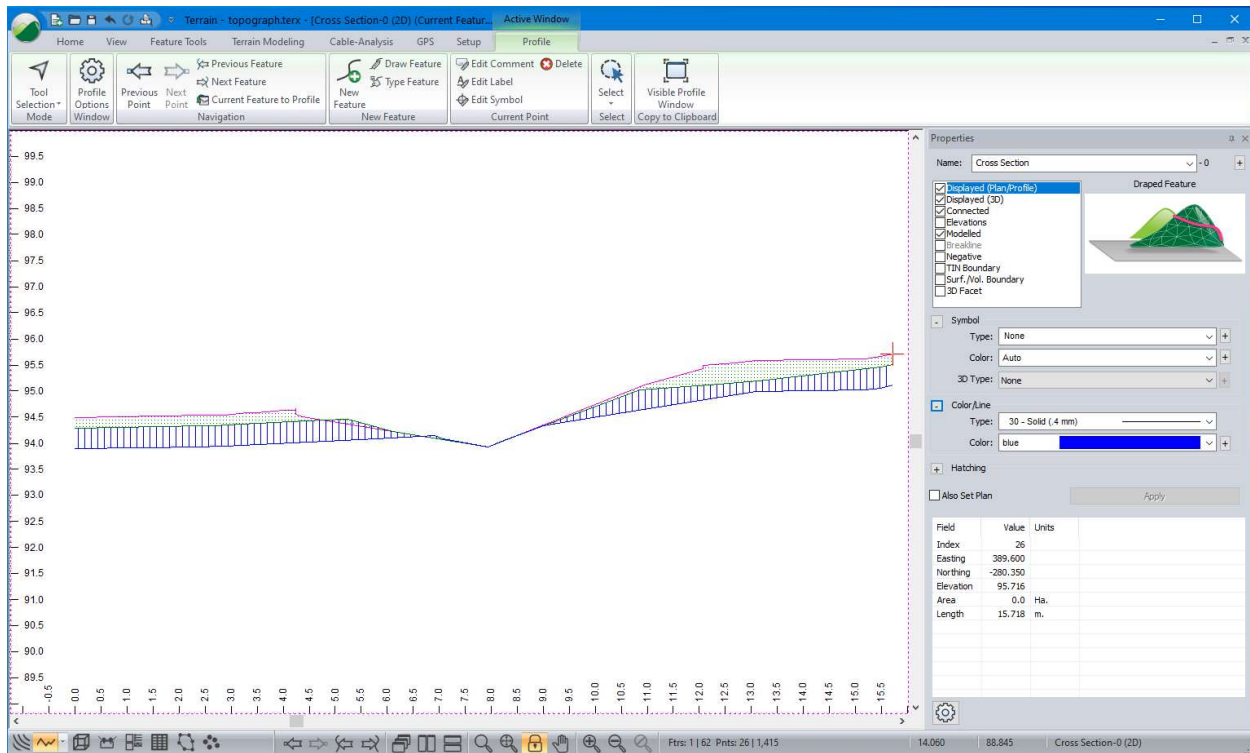 Terrain - topograph.terx - [Cross Section-0 (2D) (Current Featur... Active Window
Home View Feature Tools Terrain Modeling Cable-Analysis GPS Setup Profile
Tool Selection Mode
Profile Options Window
Previous Point
Next Point
Previous Feature
Next Feature
Current Feature to Profile
Navigation
New Feature
Draw Feature
Type Feature
New Feature
Edit Comment Delete
Edit Label
Edit Symbol
Current Point
Select
Select
Visible Profile Window
Copy to Clipboard
99.5
99.0
98.5
98.0
97.5
97.0
96.5
96.0
95.5
95.0
94.5
94.0
93.5
93.0
92.5
92.0
91.5
91.0
90.5
90.0
89.5
-0.5 0.0 0.5 1.0 1.5 2.0 2.5 3.0 3.5 4.0 4.5 5.0 5.5 6.0 6.5 7.0 7.5 8.0 8.5 9.0 9.5 10.0 10.5 11.0 11.5 12.0 12.5 13.0 13.5 14.0 14.5 15.0 15.5
Properties
Name: Cross Section - 0 +
Displayed (Plan/Profile)
Displayed (3D)
Connected
Elevations
Modelled
Breakline
Negative
TIN Boundary
Surf./Vol. Boundary
3D Facet
Draped Feature
- Symbol
Type: None +
Color: Auto +
3D Type: None +
- Color/Line
Type: 30 - Solid (.4 mm)
Color: blue +
+ Hatching
Also Set Plan Apply
Field Value Units
Index 26
Easting 389.600
Northing -280.350
Elevation 95.716
Area 0.0 Ha.
Length 15.718 m.
Ftrs: 1 | 62 Pnts: 26 | 1,415 14.060 88.845 Cross Section-0 (2D)